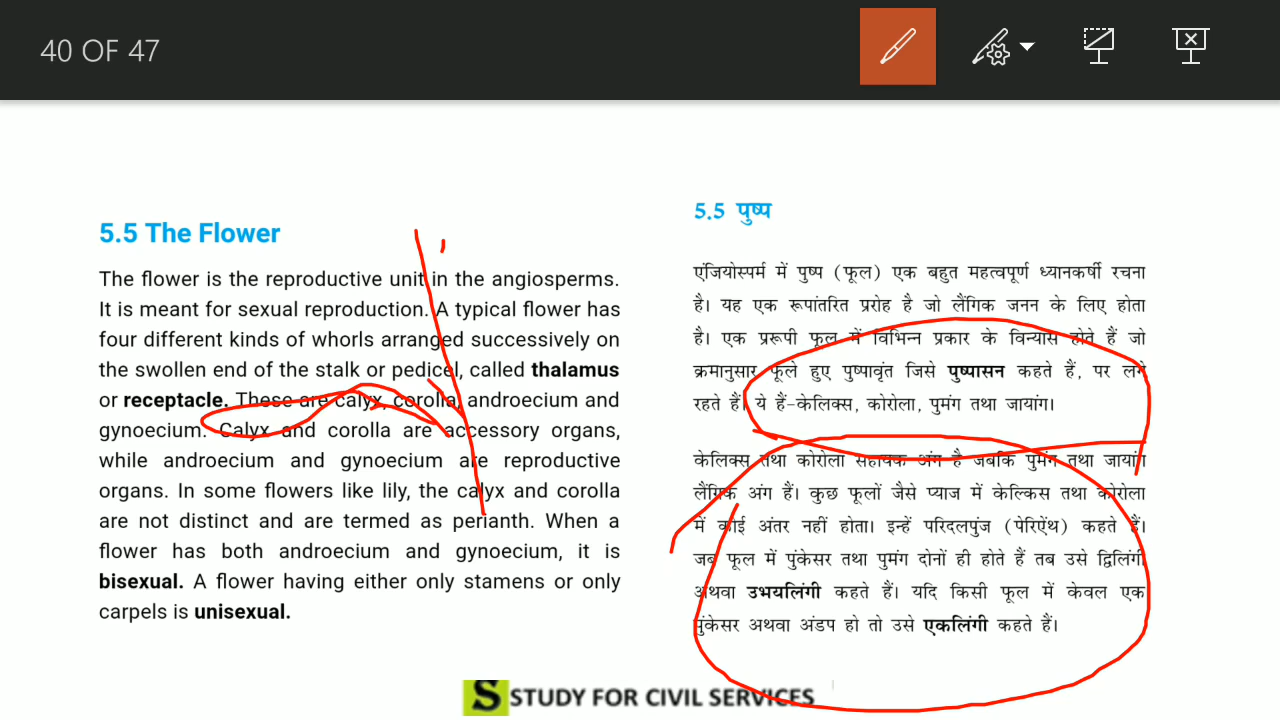 40 OF 47
5.5 The Flower
The flower is the reproductive unit in the angiosperms.
It is meant for sexual reproduction. A typical flower has
four different kinds of whorls arranged successively on
the swollen end of the stalk or pedicel, called thalamus
or receptacle. These are calyx, corolla, androecium and
gynoecium. Calyx and corolla are accessory organs,
while androecium and gynoecium are reproductive
organs. In some flowers like lily, the calyx and corolla
are not distinct and are termed as perianth. When a
flower has both androecium and gynoecium, it is
bisexual. A flower having either only stamens or only
carpels is unisexual.
5.5 पुष्प
एंजियोस्पर्म में पुष्प (फूल) एक बहुत महत्वपूर्ण ध्यानकर्षी रचना
है। यह एक रूपांतरित प्ररोह है जो लैंगिक जनन के लिए होता
है। एक प्ररूपी फूल में विभिन्न प्रकार के विन्यास होते हैं जो
क्रमानुसार फूले हुए पुष्पावृंत जिसे पुष्पासन कहते हैं, पर लगे
रहते हैं। ये हैं-केलिक्स, कोरोला, पुमंग तथा जायांग।
केलिक्स तथा कोरोला सहायक अंग है जबकि पुमंग तथा जायांग
लैंगिक अंग हैं। कुछ फूलों जैसे प्याज में केल्किस तथा कोरोला
में कोई अंतर नहीं होता। इन्हें परिदलपुंज (पेरिऐंथ) कहते हैं।
जब फूल में पुंकेसर तथा पुमंग दोनों ही होते हैं तब उसे द्विलिंगी
अथवा उभयलिंगी कहते हैं। यदि किसी फूल में केवल एक
पुंकेसर अथवा अंडप हो तो उसे एकलिंगी कहते हैं।
S STUDY FOR CIVIL SERVICES